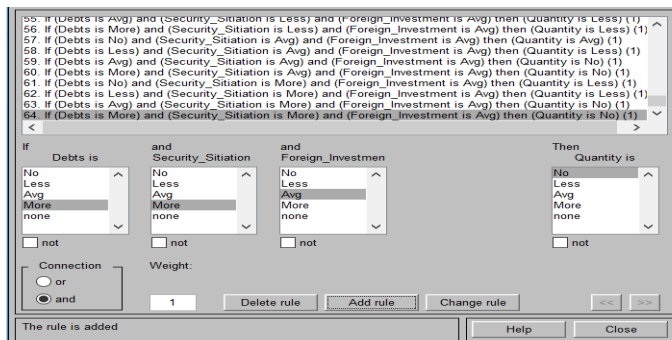 55. If (Debts is Avg) and (Security_Sitiation is Less) and (Foreign_Investment is Avg) then (Quantity is Less) (1)
56. If (Debts is More) and (Security_Sitiation is Less) and (Foreign_Investment is Avg) then (Quantity is Less) (1)
57. If (Debts is No) and (Security_Sitiation is Avg) and (Foreign_Investment is Avg) then (Quantity is Avg) (1)
58. If (Debts is Less) and (Security_Sitiation is Avg) and (Foreign_Investment is Avg) then (Quantity is Less) (1)
59. If (Debts is Avg) and (Security_Sitiation is Avg) and (Foreign_Investment is Avg) then (Quantity is No) (1)
60. If (Debts is More) and (Security_Sitiation is Avg) and (Foreign_Investment is Avg) then (Quantity is No) (1)
61. If (Debts is No) and (Security_Sitiation is More) and (Foreign_Investment is Avg) then (Quantity is Less) (1)
62. If (Debts is Less) and (Security_Sitiation is More) and (Foreign_Investment is Avg) then (Quantity is Less) (1)
63. If (Debts is Avg) and (Security_Sitiation is More) and (Foreign_Investment is Avg) then (Quantity is No) (1)
64. If (Debts is More) and (Security_Sitiation is More) and (Foreign_Investment is Avg) then (Quantity is No) (1)
If and and Then
Debts is Security_Sitiation Foreign_Investmen Quantity is
No No No No
Less Less Less Less
Avg Avg Avg Avg
More More More More
none none none none
not not not not
Connection Weight:
or
and 1 Delete rule Add rule Change rule << >>
The rule is added Help Close